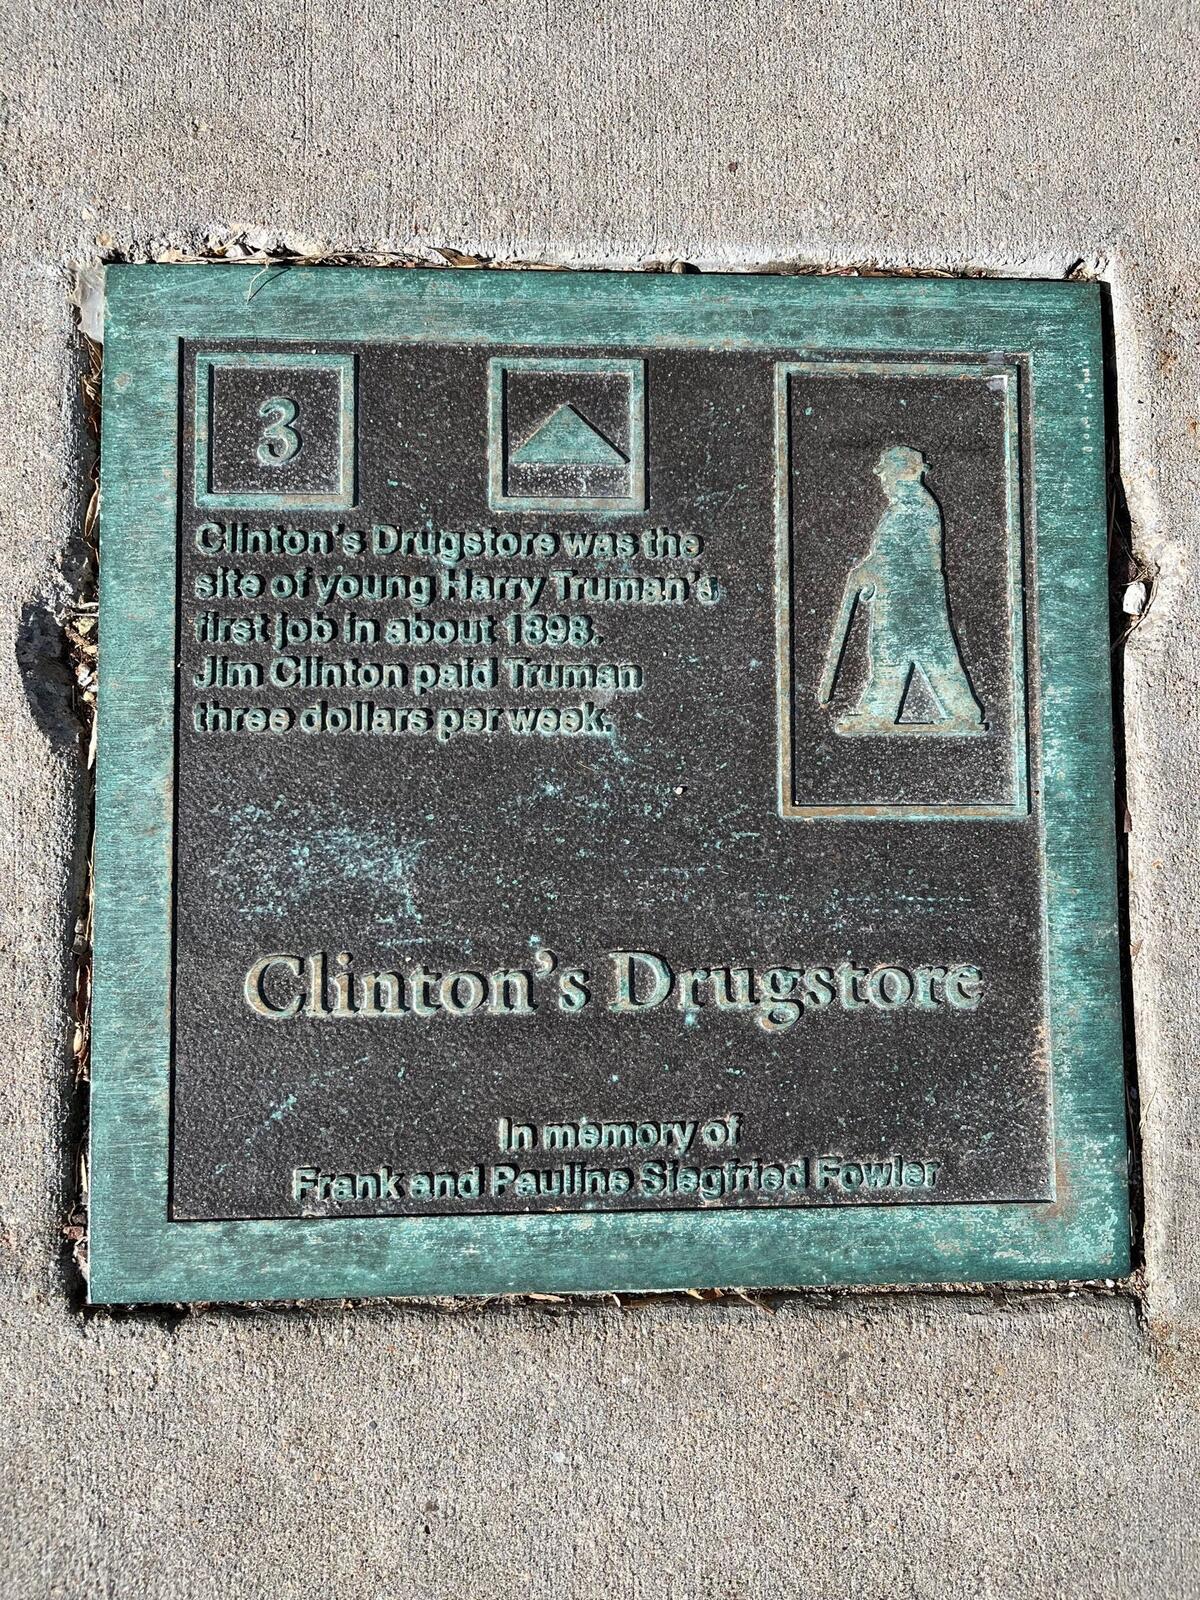 3
Clinton's Drugstore was the
site of young Harry Truman's
first job in about 1898.
Jim Clinton paid Truman
three dollars per week.
Clinton's Drugstore
In memory of
Frank and Pauline Siegfried Fowler